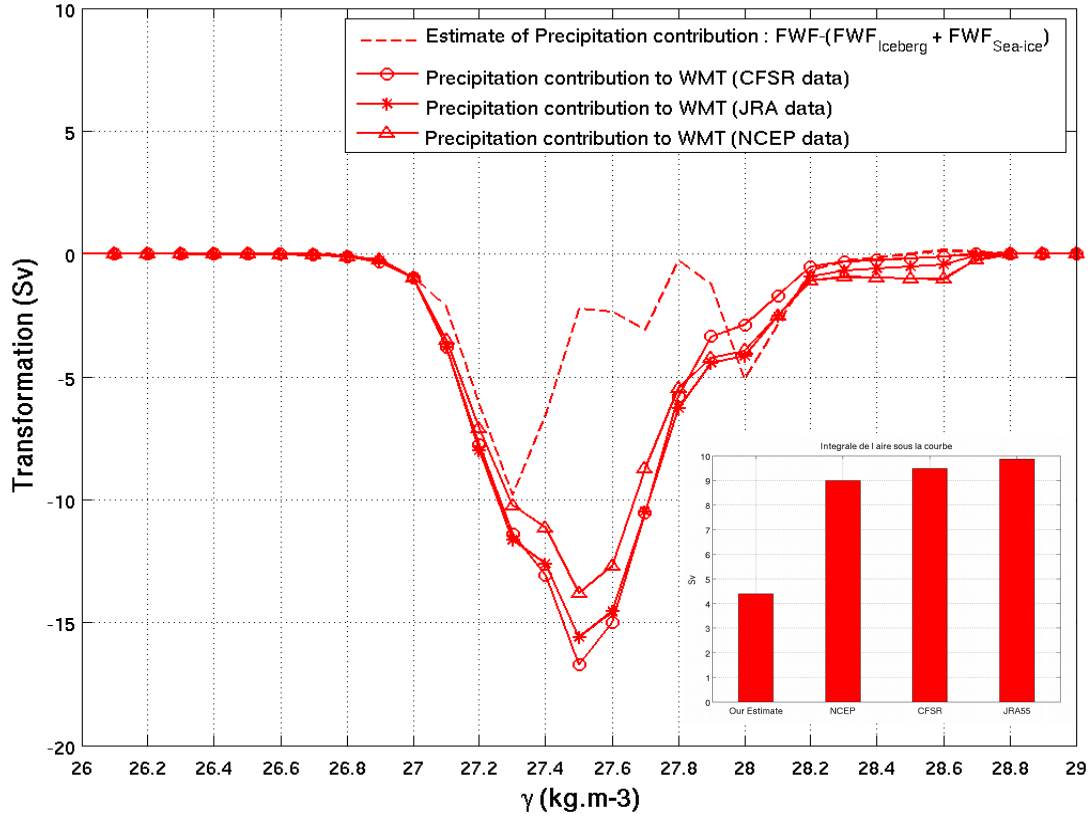 10
5
0
-5
-10
-15
-20
Transformation (Sv)
Estimate of Precipitation contribution : FWF-(FWF Iceberg + FWF Sea-ice)
Precipitation contribution to WMT (CFSR data)
Precipitation contribution to WMT (JRA data)
Precipitation contribution to WMT (NCEP data)
Integrale de l aire sous la courbe
10
9
8
7
6
5
4
3
2
1
0
Sv
Our Estimate NCEP CFSR JRA55
26 26.2 26.4 26.6 26.8 27 27.2 27.4 27.6 27.8 28 28.2 28.4 28.6 28.8 29
γ (kg.m-3)